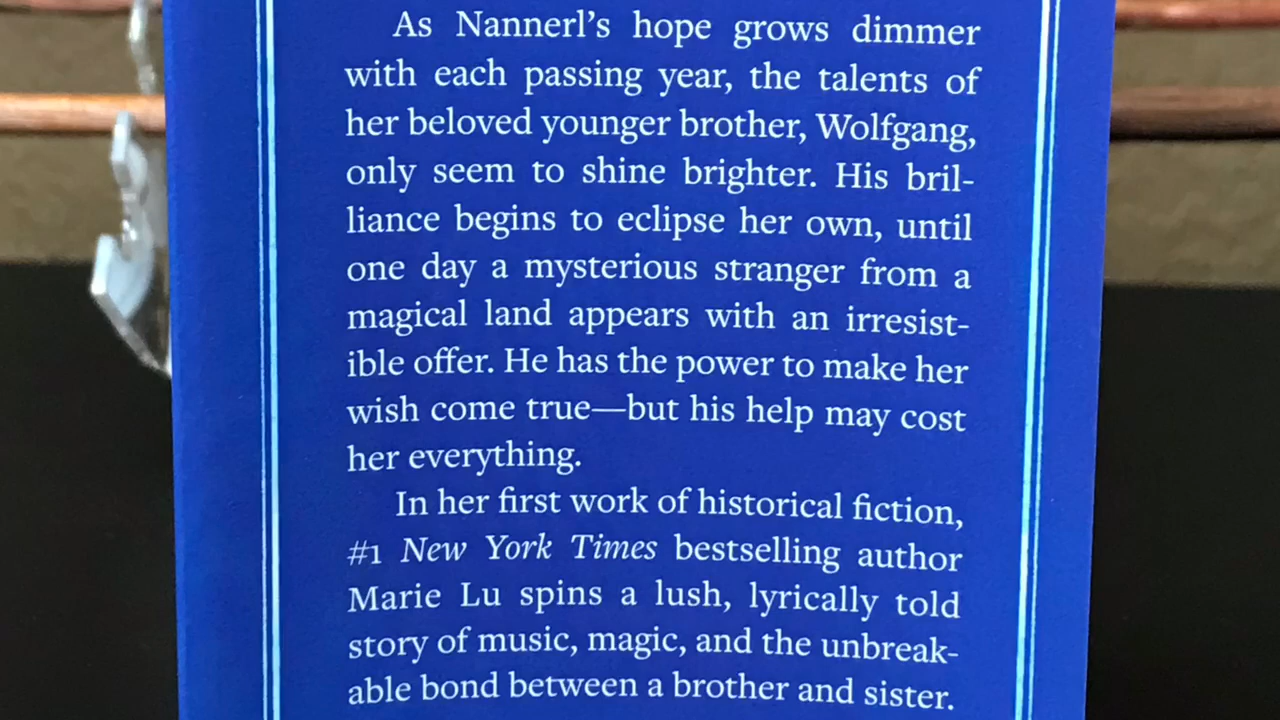 As Nannerl’s hope grows dimmer
with each passing year, the talents of
her beloved younger brother, Wolfgang,
only seem to shine brighter. His bril-
liance begins to eclipse her own, until
one day a mysterious stranger from a
magical land appears with an irresist-
ible offer. He has the power to make her
wish come true—but his help may cost
her everything.
In her first work of historical fiction,
#1 New York Times bestselling author
Marie Lu spins a lush, lyrically told
story of music, magic, and the unbreak-
able bond between a brother and sister.